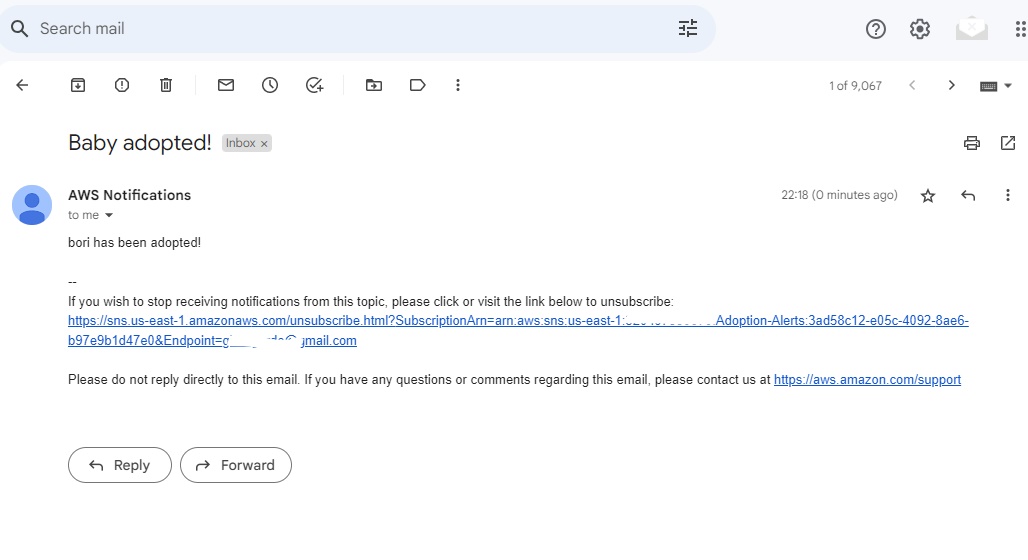 Search mail
1 of 9,067
Baby adopted!
Inbox ×
AWS Notifications
22:18 (0 minutes ago)
to me
bori has been adopted!
--
If you wish to stop receiving notifications from this topic, please click or visit the link below to unsubscribe:
https://sns.us-east-1.amazonaws.com/unsubscribe.html?SubscriptionArn=arn:aws:sns:us-east-1: Adoption-Alerts:3ad58c12-e05c-4092-8ae6-
b97e9b1d47e0&Endpoint= mail.com
Please do not reply directly to this email. If you have any questions or comments regarding this email, please contact us at https://aws.amazon.com/support
Reply
Forward